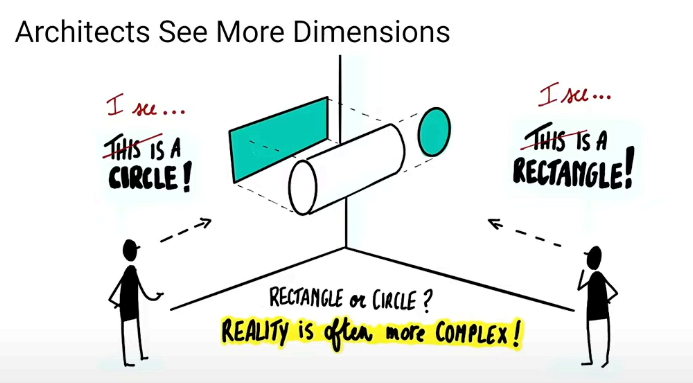 Architects See More Dimensions
I see...
THIS IS A
CIRCLE!
I see...
THIS IS A
RECTANGLE!
RECTANGLE or CIRCLE?
REALITY is often more COMPLEX!